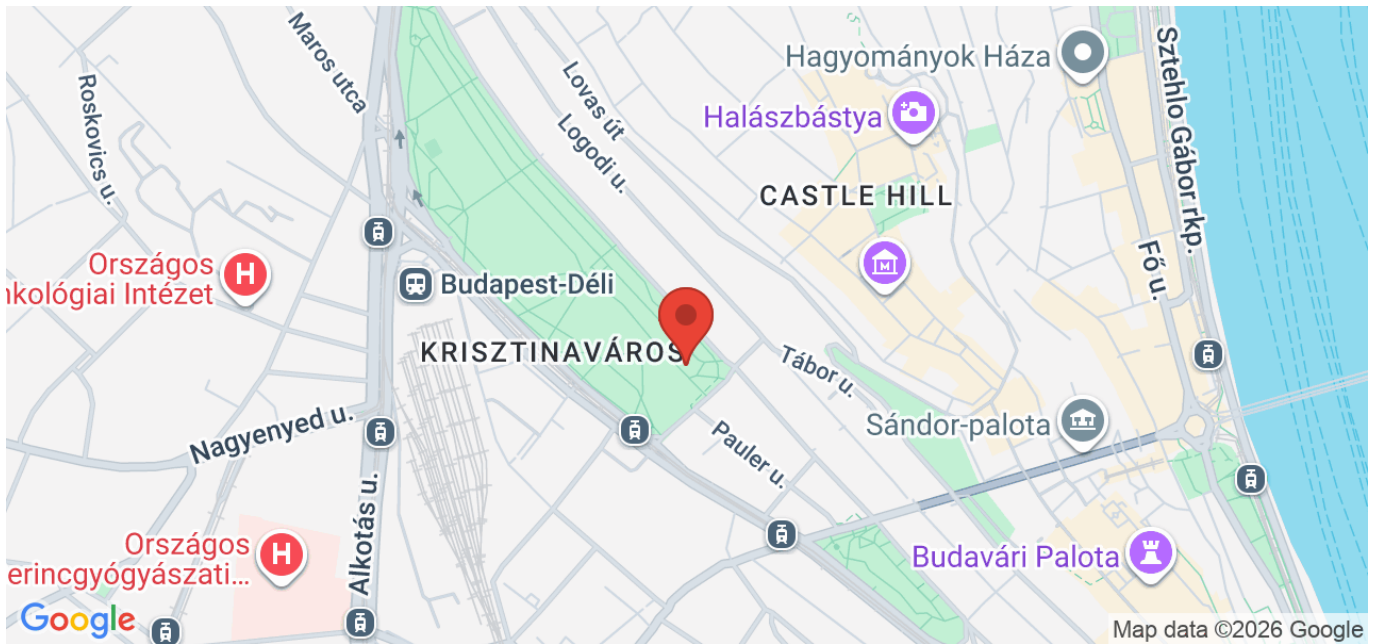 Maros utca
Roskovics u.
Lovas út
Logodi u.
Hagyományok Háza
Halászbástya
CASTLE HILL
Sztehlo Gábor rkp.
Fő u.
Országos
nkológiai Intézet
Budapest-Déli
KRISZTINAVÁROS
Tábor u.
Nagyenyed u.
Pauler u.
Sándor-palota
Alkotás u.
Országos
erincgyógyászati...
Budavári Palota
Google
Map data ©2026 Google